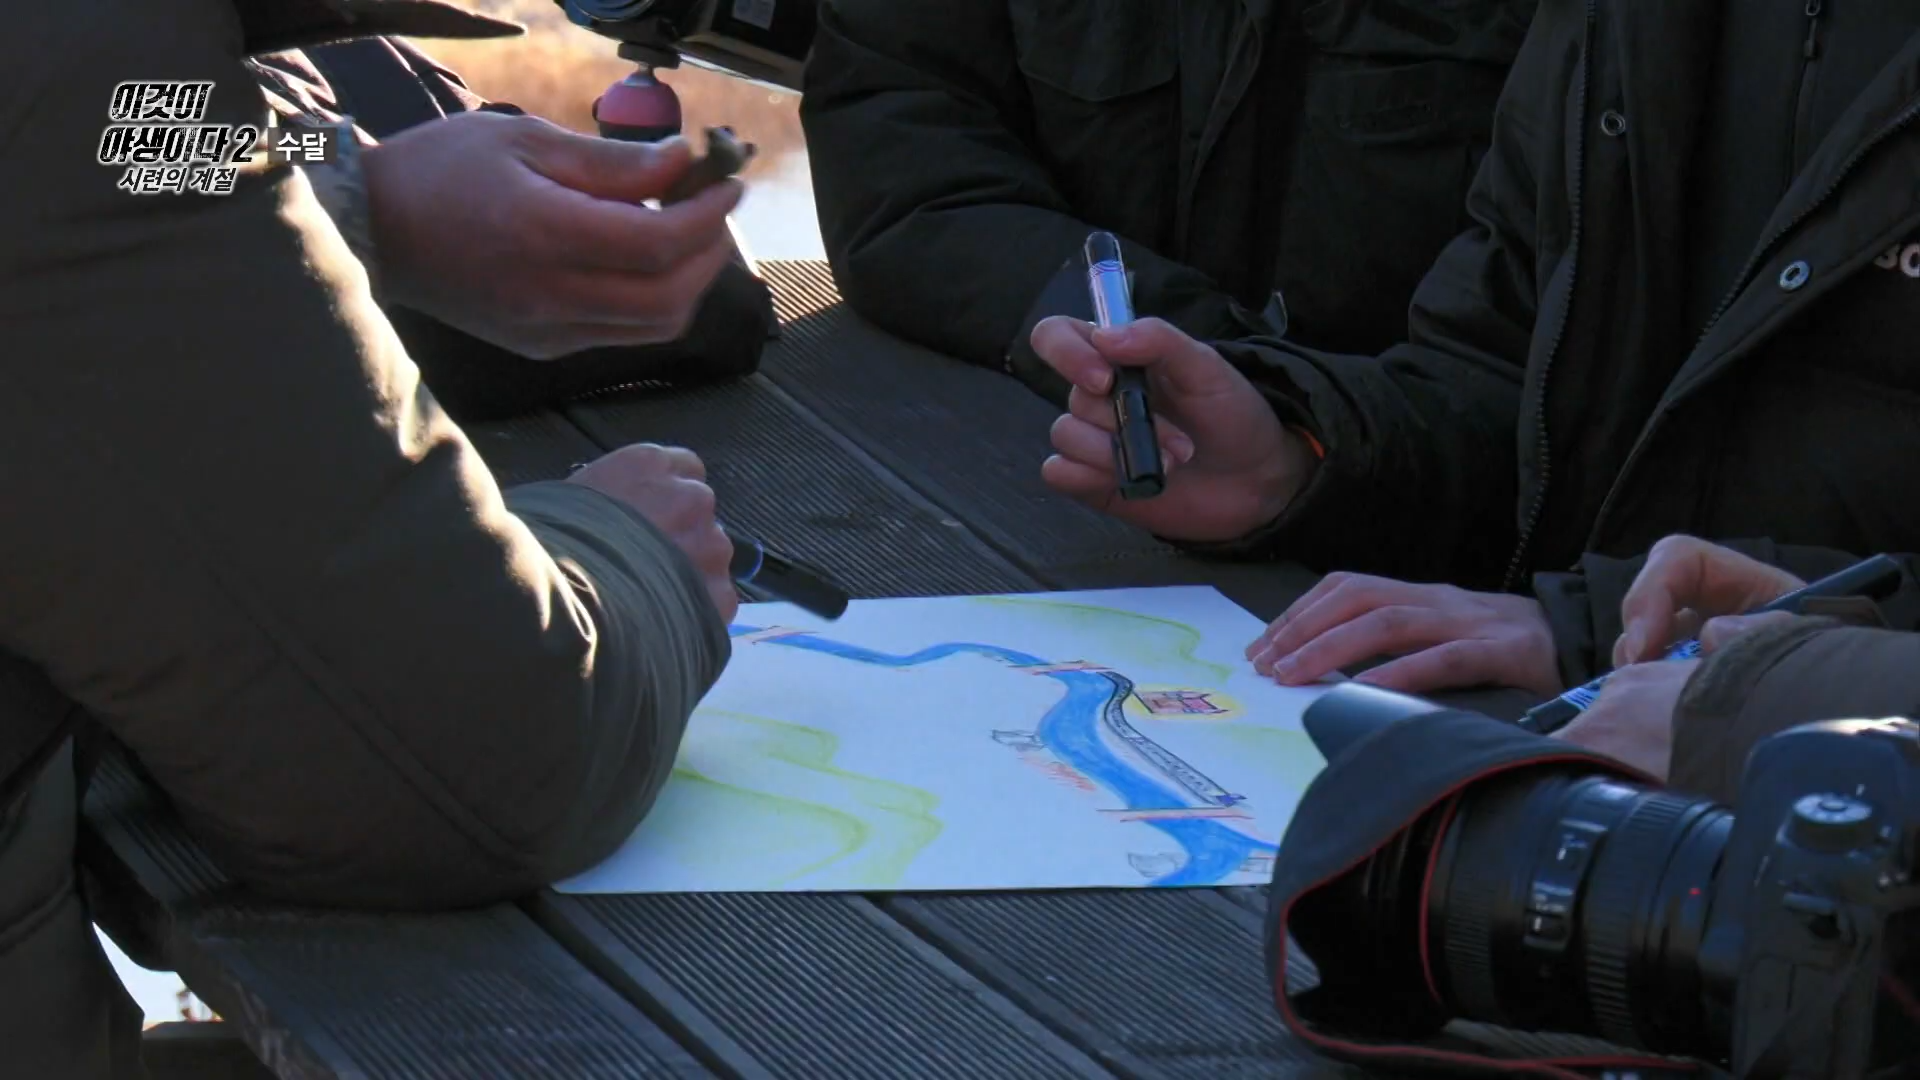 이것이
야생이다 2 수달
시련의 계절